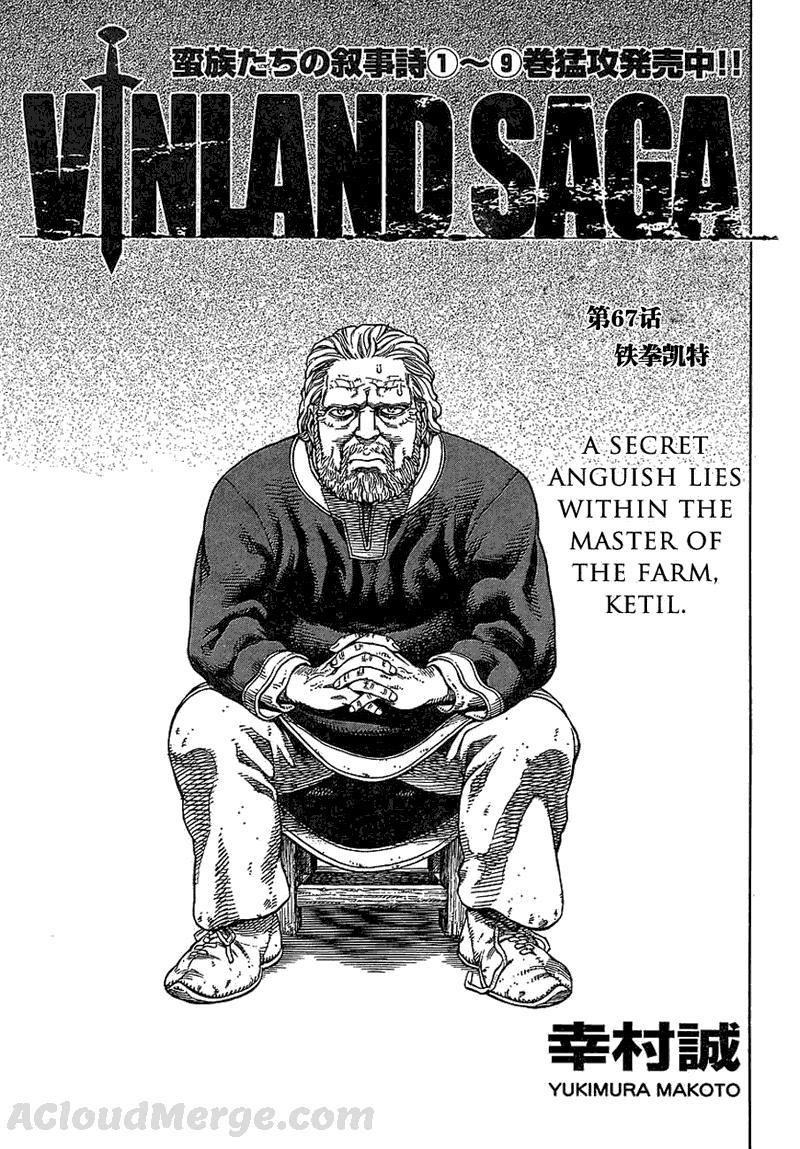 蛮族たちの叙事詩①～⑨巻猛攻発売中!!
VINLAND SAGA
第67话
铁拳凯特
A SECRET
ANGUISH LIES
WITHIN THE
MASTER OF
THE FARM,
KETIL.
幸村誠
YUKIMURA MAKOTO
ACloudMerge.com